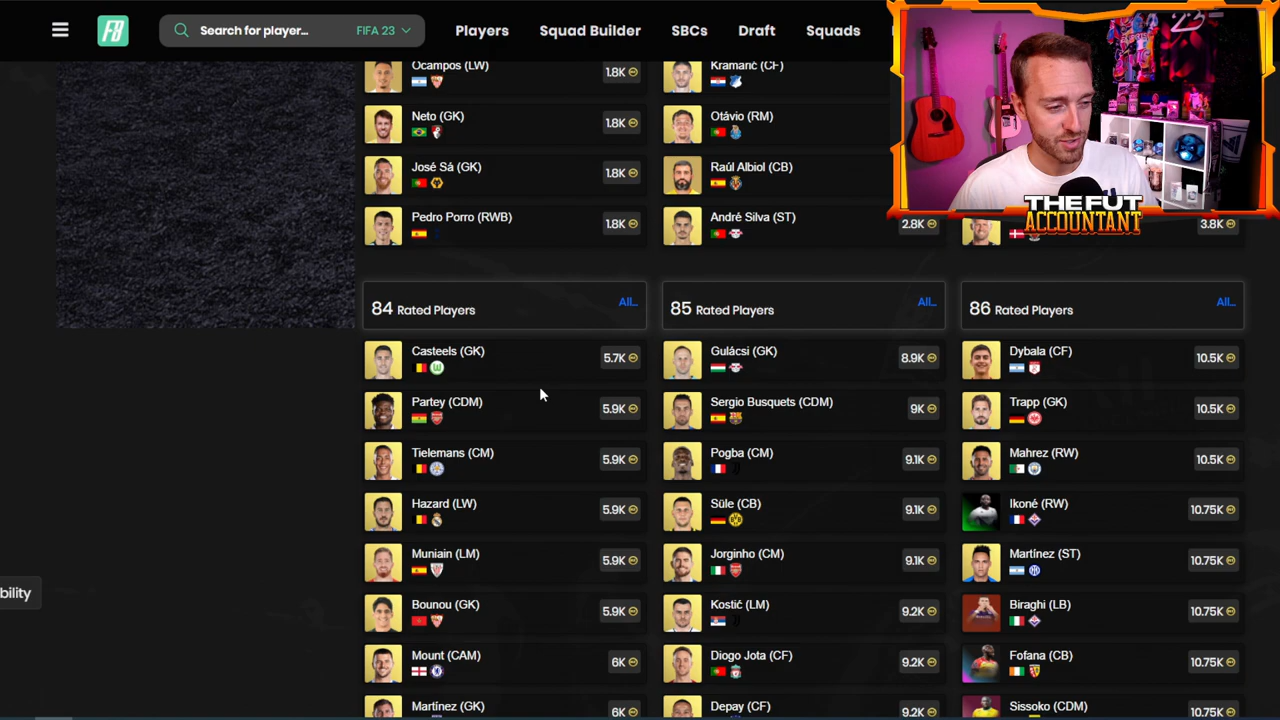 F8
Search for player...
FIFA 23
Players
Squad Builder
SBCs
Draft
Squads
THE FUT
ACCOUNTANT
Ocampos (LW)
1.8K
Kramarić (CF)
Neto (GK)
1.8K
Otávio (RM)
José Sá (GK)
1.8K
Raúl Albiol (CB)
Pedro Porro (RWB)
1.8K
André Silva (ST)
2.8K
3.8K
84 Rated Players
All...
85 Rated Players
All...
86 Rated Players
All...
Casteels (GK)
5.7K
Gulácsi (GK)
8.9K
Dybala (CF)
10.5K
Partey (CDM)
5.9K
Sergio Busquets (CDM)
9K
Trapp (GK)
10.5K
Tielemans (CM)
5.9K
Pogba (CM)
9.1K
Mahrez (RW)
10.5K
Hazard (LW)
5.9K
Süle (CB)
9.1K
Ikoné (RW)
10.75K
Muniain (LM)
5.9K
Jorginho (CM)
9.1K
Martínez (ST)
10.75K
bility
Bounou (GK)
5.9K
Kostić (LM)
9.2K
Biraghi (LB)
10.75K
Mount (CAM)
6K
Diogo Jota (CF)
9.2K
Fofana (CB)
10.75K
Martínez (GK)
6K
Depay (CF)
9.2K
Sissoko (CDM)
10.75K